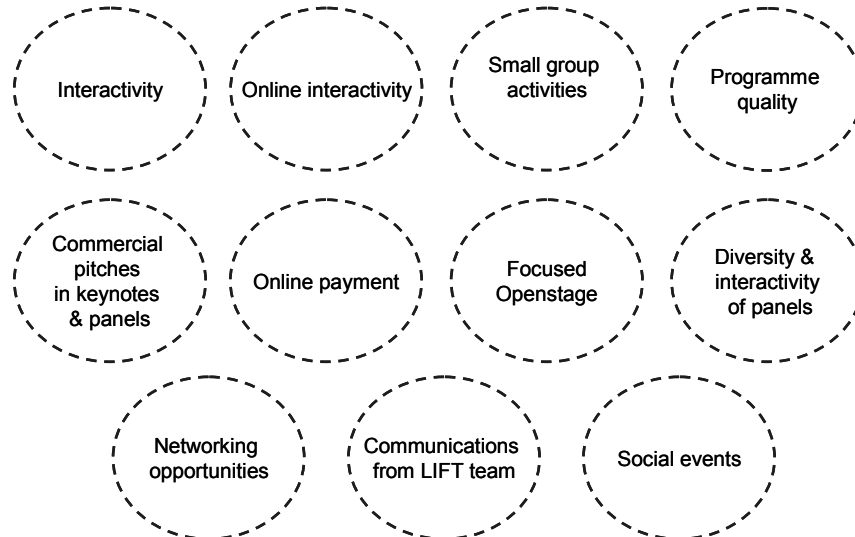 Interactivity
Online interactivity
Small group
activities
Programme
quality
Commercial
pitches
in keynotes
& panels
Online payment
Focused
Openstage
Diversity &
interactivity
of panels
Networking
opportunities
Communications
from LIFT team
Social events